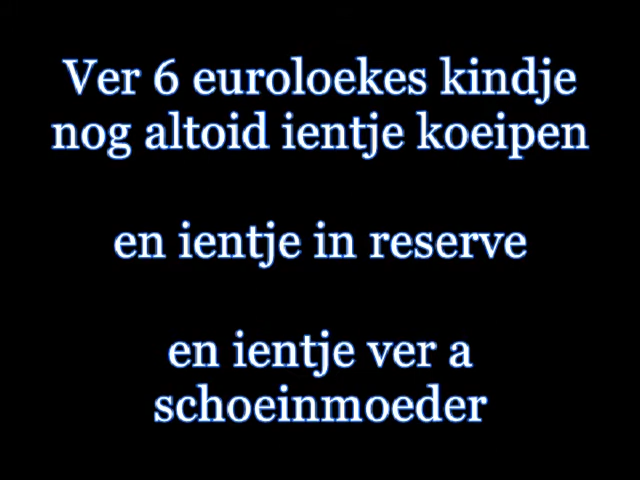 Ver 6 euroloekes kindje
nog altoid ientje koeipen
en ientje in reserve
en ientje ver a
schoeinmoeder